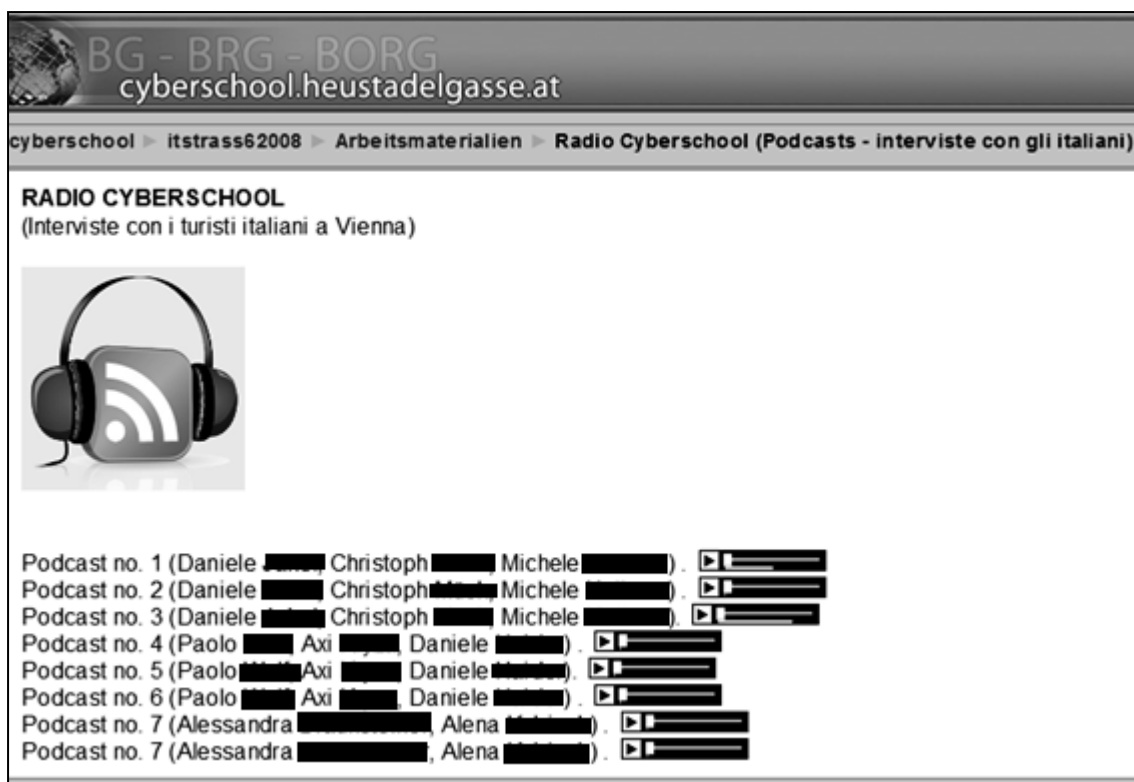 BG - BRG - BORG
cyberschool.heustadelgasse.at
cyberschool ► itstrass62008 ► Arbeitsmaterialien ► Radio Cyberschool (Podcasts - interviste con gli italiani)
RADIO CYBERSCHOOL
(Interviste con i turisti italiani a Vienna)
Podcast no. 1 (Daniele Christoph , Michele ) .
Podcast no. 2 (Daniele , Christoph , Michele ) .
Podcast no. 3 (Daniele Christoph , Michele ).
Podcast no. 4 (Paolo , Axi , Daniele ) .
Podcast no. 5 (Paolo Axi , Daniele ).
Podcast no. 6 (Paolo Axi , Daniele ) .
Podcast no. 7 (Alessandra , Alena ) .
Podcast no. 7 (Alessandra , Alena ) .